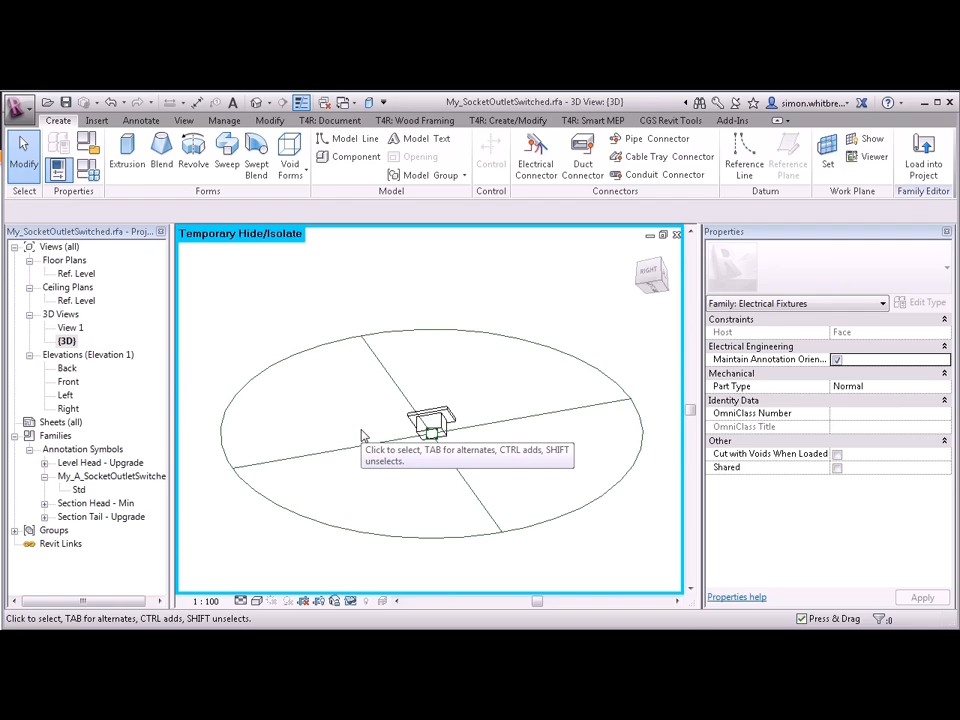 My_SocketOutletSwitched.rfa - 3D View: {3D}
simon.whitbre...
Create Insert Annotate View Manage Modify T4R: Document T4R: Wood Framing T4R: Create/Modify T4R: Smart MEP CGS Revit Tools Add-Ins
Modify
Extrusion Blend Revolve Sweep Swept Blend Void Forms
Model Line
Component
Model Text
Opening
Model Group
Control
Electrical Connector
Duct Connector
Pipe Connector
Cable Tray Connector
Conduit Connector
Reference Line
Reference Plane
Set
Show
Viewer
Load into Project
Select Properties Forms Model Control Connectors Datum Work Plane Family Editor
My_SocketOutletSwitched.rfa - Proj...
Views (all)
Floor Plans
Ref. Level
Ceiling Plans
Ref. Level
3D Views
View 1
{3D}
Elevations (Elevation 1)
Back
Front
Left
Right
Sheets (all)
Families
Annotation Symbols
Level Head - Upgrade
My_A_SocketOutletSwitche
Std
Section Head - Min
Section Tail - Upgrade
Groups
Revit Links
Temporary Hide/Isolate
RIGHT
Click to select, TAB for alternates, CTRL adds, SHIFT
unselects.
1 : 100
Properties
Family: Electrical Fixtures
Edit Type
Constraints
Host Face
Electrical Engineering
Maintain Annotation Orien...
Mechanical
Part Type Normal
Identity Data
OmniClass Number
OmniClass Title
Other
Cut with Voids When Loaded
Shared
Properties help
Apply
Click to select, TAB for alternates, CTRL adds, SHIFT unselects.
Press & Drag
:0